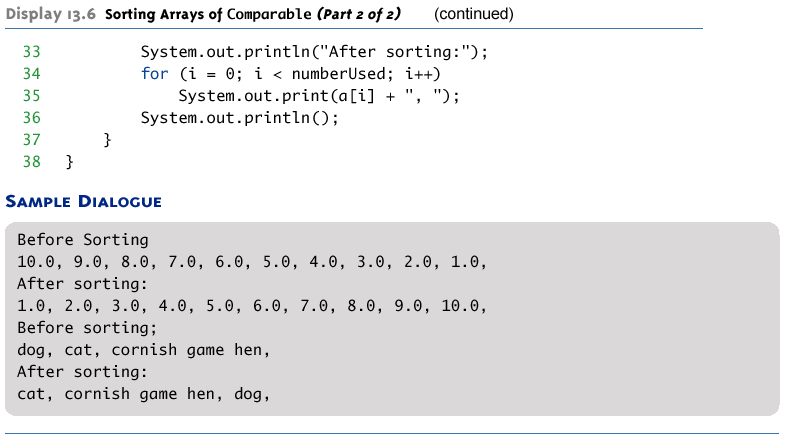 Display 13.6 Sorting Arrays of Comparable (Part 2 of 2) (continued)
33 System.out.println("After sorting:");
34 for (i = 0; i < numberUsed; i++)
35 System.out.print(a[i] + ", ");
36 System.out.println();
37 }
38 }
SAMPLE DIALOGUE
Before Sorting
10.0, 9.0, 8.0, 7.0, 6.0, 5.0, 4.0, 3.0, 2.0, 1.0,
After sorting:
1.0, 2.0, 3.0, 4.0, 5.0, 6.0, 7.0, 8.0, 9.0, 10.0,
Before sorting;
dog, cat, cornish game hen,
After sorting:
cat, cornish game hen, dog,